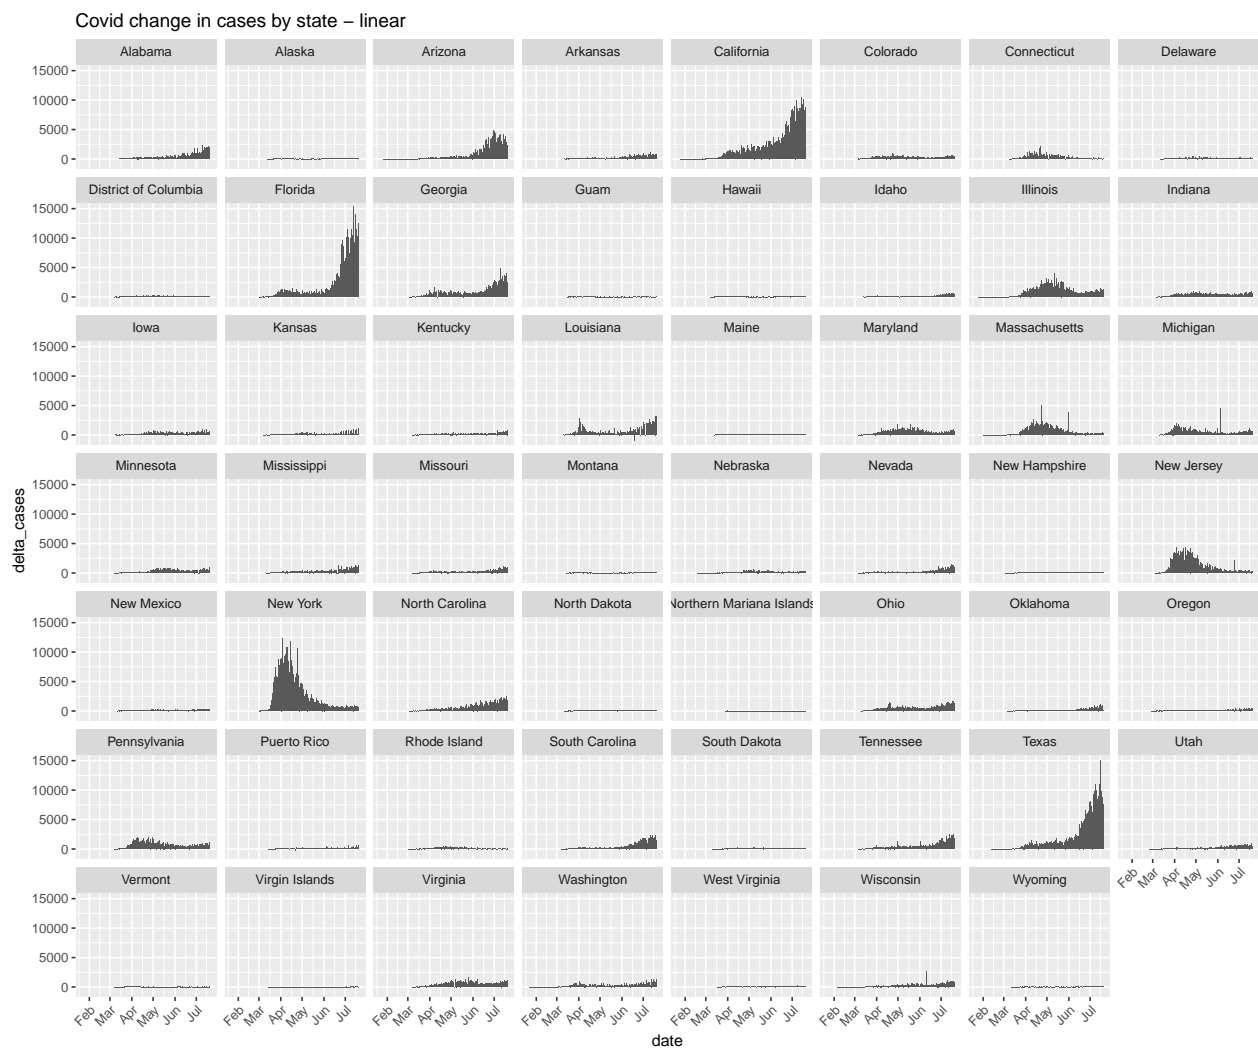 Covid change in cases by state – linear
Alabama Alaska Arizona Arkansas California Colorado Connecticut Delaware
15000
10000
5000
0
District of Columbia Florida Georgia Guam Hawaii Idaho Illinois Indiana
15000
10000
5000
0
Iowa Kansas Kentucky Louisiana Maine Maryland Massachusetts Michigan
15000
10000
5000
0
Minnesota Mississippi Missouri Montana Nebraska Nevada New Hampshire New Jersey
15000
10000
5000
0
delta_cases
New Mexico New York North Carolina North Dakota Northern Mariana Islands Ohio Oklahoma Oregon
15000
10000
5000
0
Pennsylvania Puerto Rico Rhode Island South Carolina South Dakota Tennessee Texas Utah
15000
10000
5000
0
Feb Mar Apr May Jun Jul
Vermont Virgin Islands Virginia Washington West Virginia Wisconsin Wyoming
15000
10000
5000
0
Feb Mar Apr May Jun Jul Feb Mar Apr May Jun Jul Feb Mar Apr May Jun Jul Feb Mar Apr May Jun Jul Feb Mar Apr May Jun Jul Feb Mar Apr May Jun Jul Feb Mar Apr May Jun Jul
date